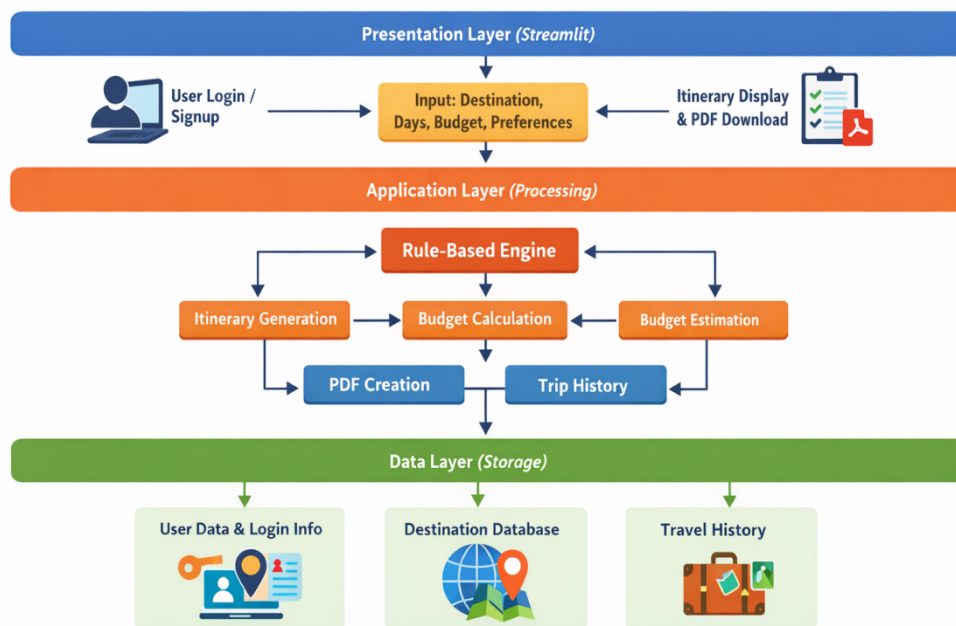 Presentation Layer (Streamlit)
User Login /
Signup
Input: Destination,
Days, Budget, Preferences
Itinerary Display
& PDF Download
Application Layer (Processing)
Rule-Based Engine
Itinerary Generation
Budget Calculation
Budget Estimation
PDF Creation
Trip History
Data Layer (Storage)
User Data & Login Info
Destination Database
Travel History